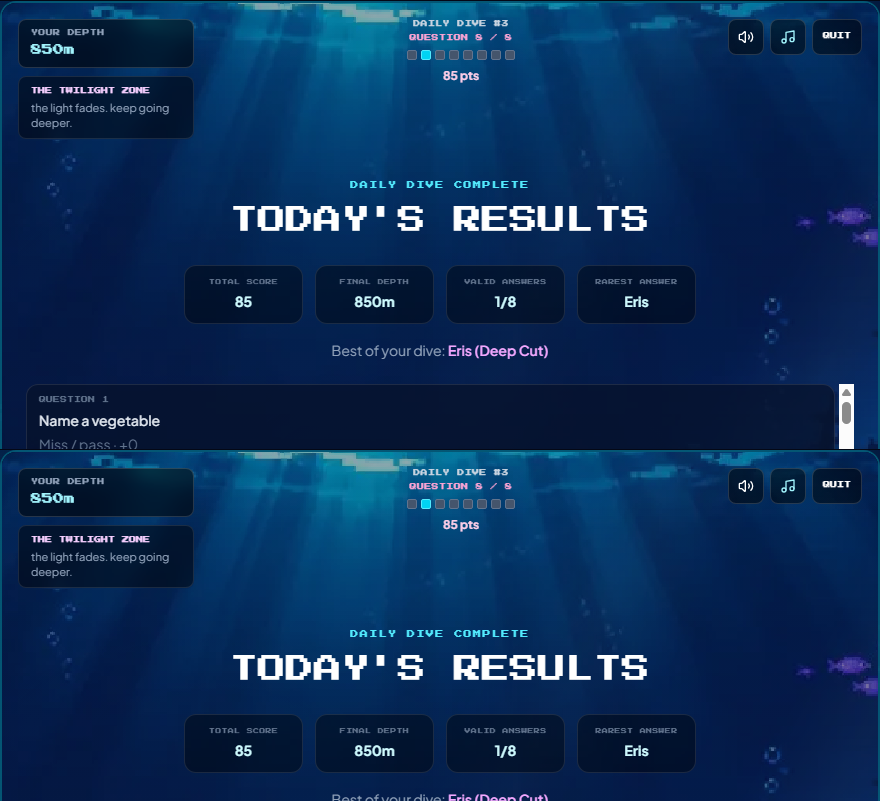 YOUR DEPTH
850m
THE TWILIGHT ZONE
the light fades. keep going
deeper.
DAILY DIVE #3
QUESTION 8 / 8
85 pts
QUIT
DAILY DIVE COMPLETE
TODAY'S RESULTS
TOTAL SCORE
85
FINAL DEPTH
850m
VALID ANSWERS
1/8
RAREST ANSWER
Eris
Best of your dive: Eris (Deep Cut)
QUESTION 1
Name a vegetable
Miss / pass · +0
YOUR DEPTH
850m
THE TWILIGHT ZONE
the light fades. keep going
deeper.
DAILY DIVE #3
QUESTION 8 / 8
85 pts
QUIT
DAILY DIVE COMPLETE
TODAY'S RESULTS
TOTAL SCORE
85
FINAL DEPTH
850m
VALID ANSWERS
1/8
RAREST ANSWER
Eris
Best of your dive: Eris (Deep Cut)